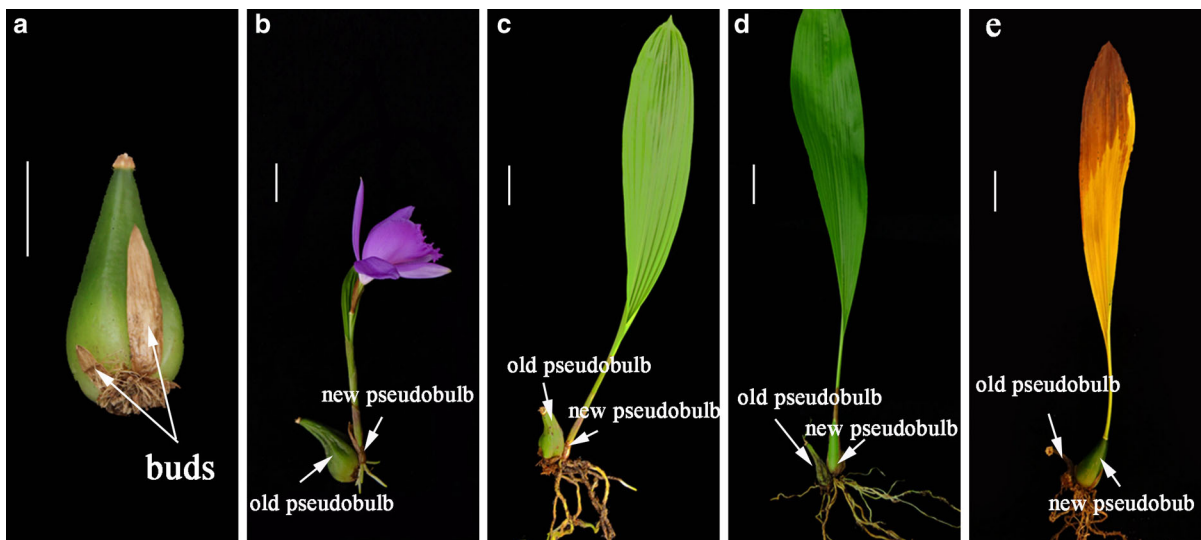 a
b
c
d
e
buds
new pseudobulb
old pseudobulb
old pseudobulb
new pseudobulb
old pseudobulb
new pseudobulb
old pseudobulb
new pseudobub